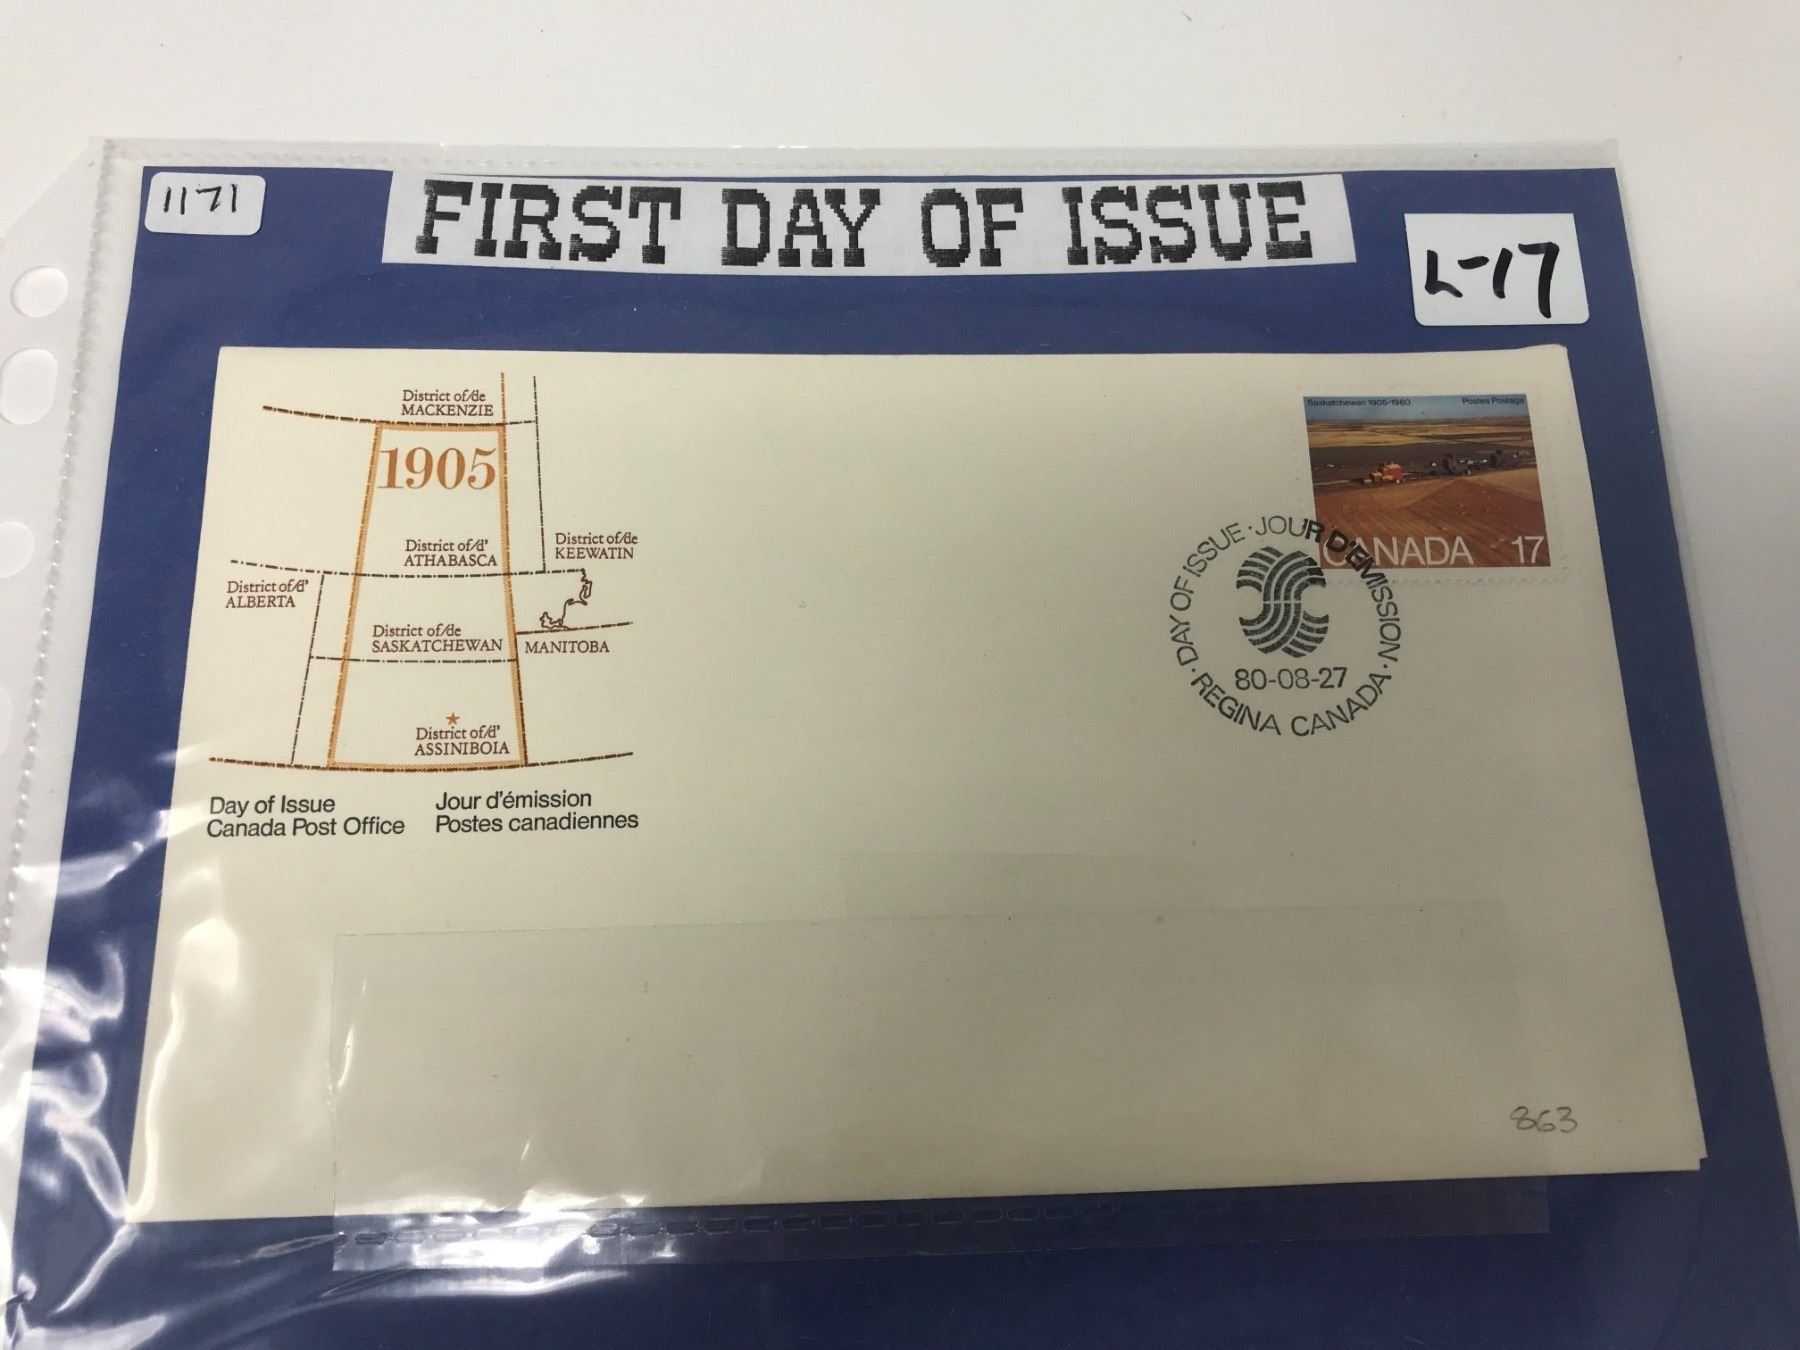 1171
FIRST DAY OF ISSUE
L-17
District of/de
MACKENZIE
1905
District of/d'
ATHABASCA
District of/de
KEEWATIN
District of/d'
ALBERTA
District of/de
SASKATCHEWAN
MANITOBA
District of/d'
ASSINIBOIA
Day of Issue
Canada Post Office
Jour d'émission
Postes canadiennes
Saskatchewan 1905-1980
Postes Postage
CANADA 17
· DAY OF ISSUE · JOUR D'EMISSION ·
80-08-27
REGINA CANADA
863